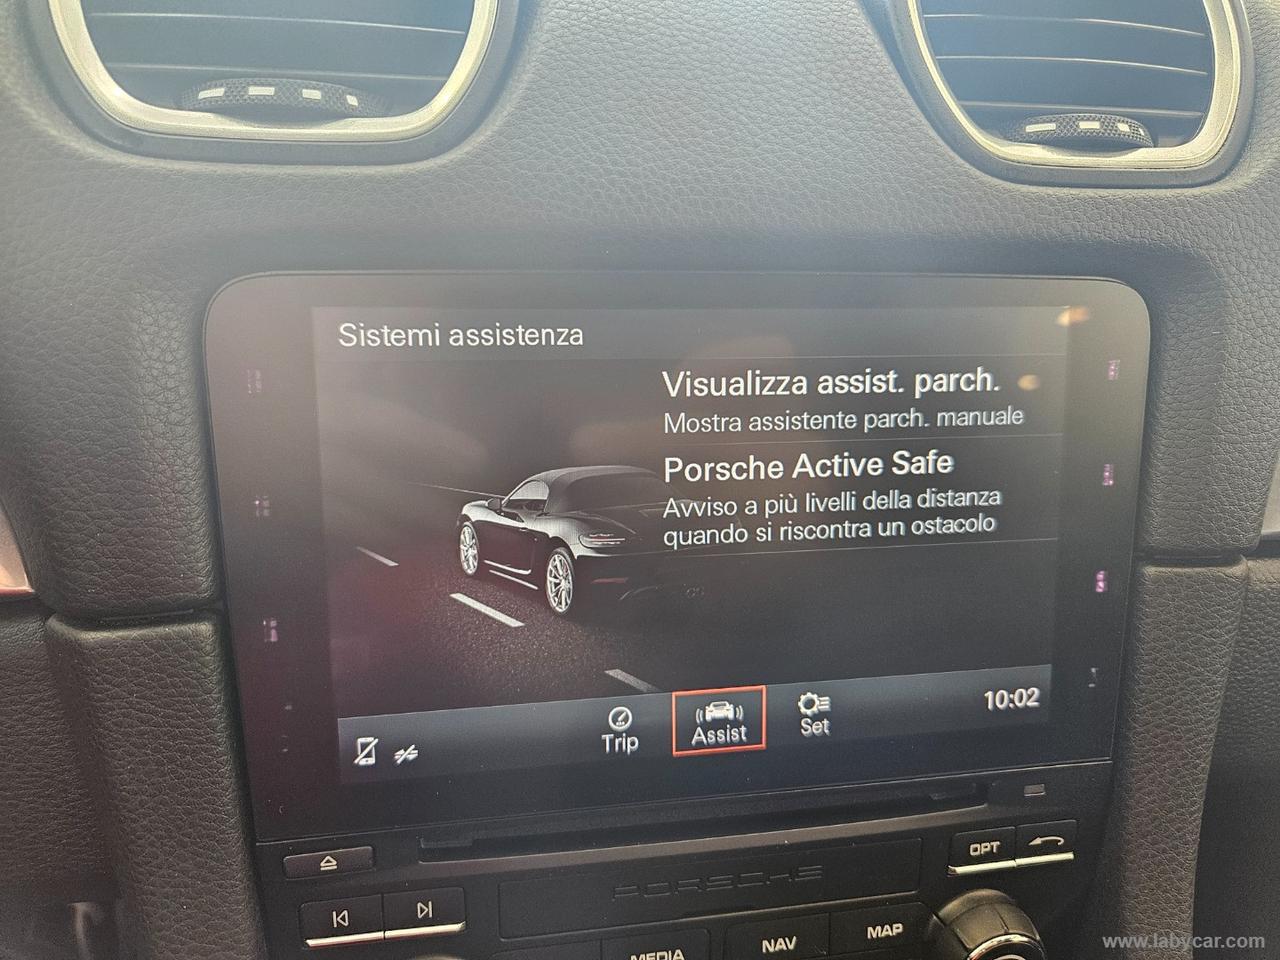 Sistemi assistenza
Visualizza assist. parch.
Mostra assistente parch. manuale
Porsche Active Safe
Avviso a più livelli della distanza
quando si riscontra un ostacolo
Trip
Assist
Set
10:02
OPT
PORSCHE
MEDIA
NAV
MAP
www.labycar.com